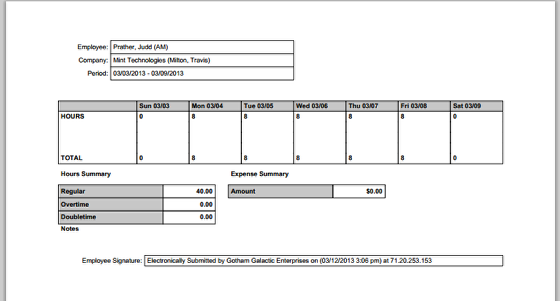 Employee: Prather, Judd (AM)
Company: Mint Technologies (Milton, Travis)
Period: 03/03/2013 - 03/09/2013
Sun 03/03 Mon 03/04 Tue 03/05 Wed 03/06 Thu 03/07 Fri 03/08 Sat 03/09
HOURS 0 8 8 8 8 8 0
TOTAL 0 8 8 8 8 8 0
Hours Summary Expense Summary
Regular 40.00 Amount $0.00
Overtime 0.00
Doubletime 0.00
Notes
Employee Signature: Electronically Submitted by Gotham Galactic Enterprises on (03/12/2013 3:06 pm) at 71.20.253.153